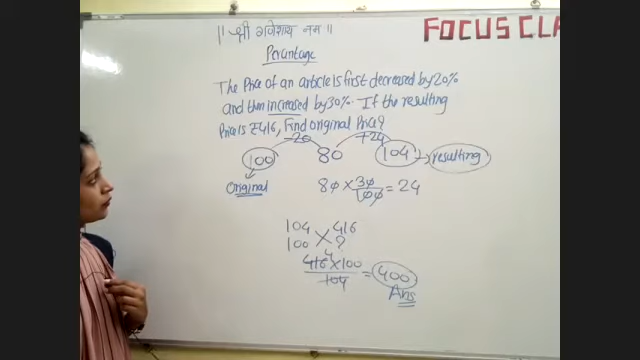 || श्री गणेशाय नमः ||
FOCUS CLA
Percentage
The Price of an article is first decreased by 20%
and then increased by 30%. If the resulting
Price is ₹416, Find original Price?
-20 +24
100 80 104 → resulting
Original
80 × 30/100 = 24
104 416
100 ?
4
416 × 100 / 104 = 400
Ans